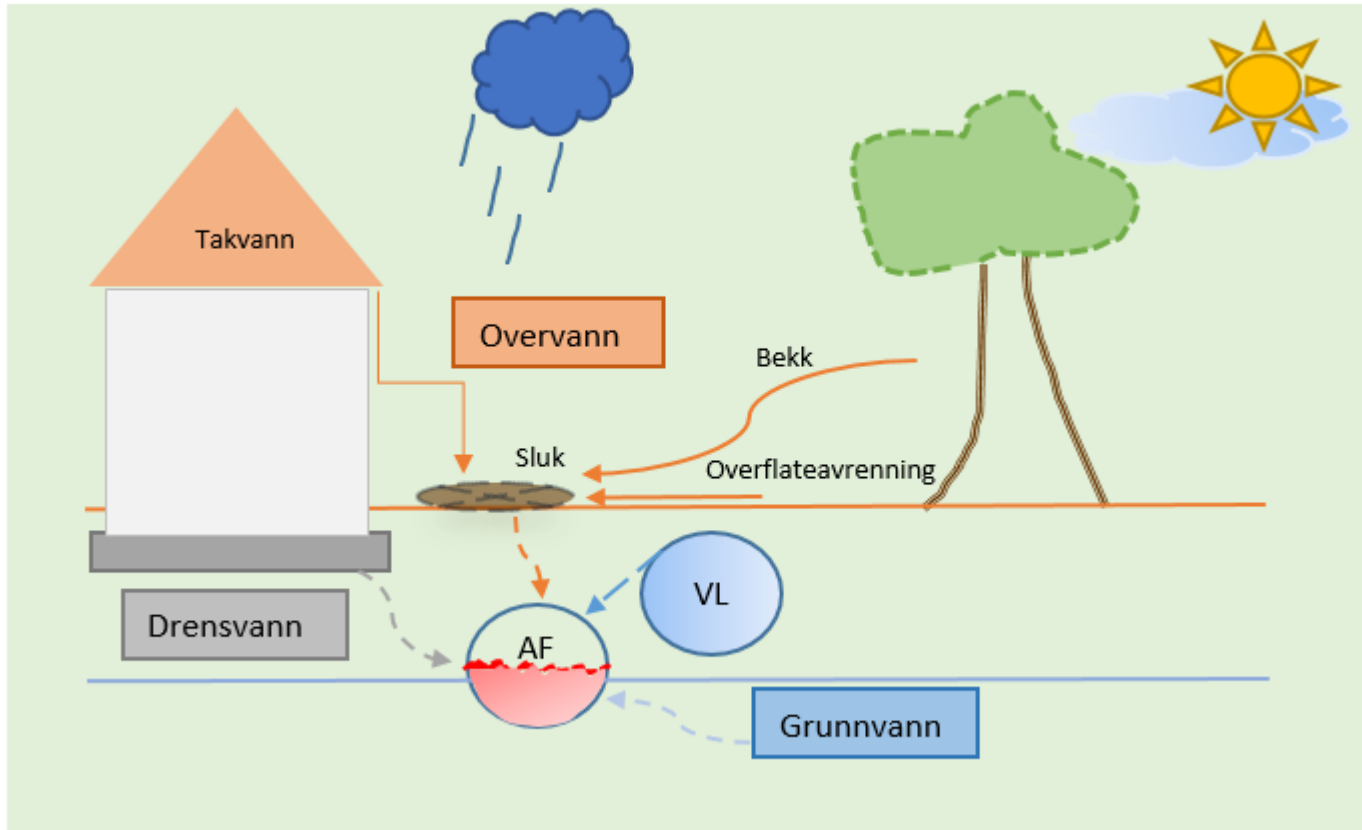 Takvann
Overvann
Bekk
Sluk
Overflateavrenning
VL
Drensvann
AF
Grunnvann